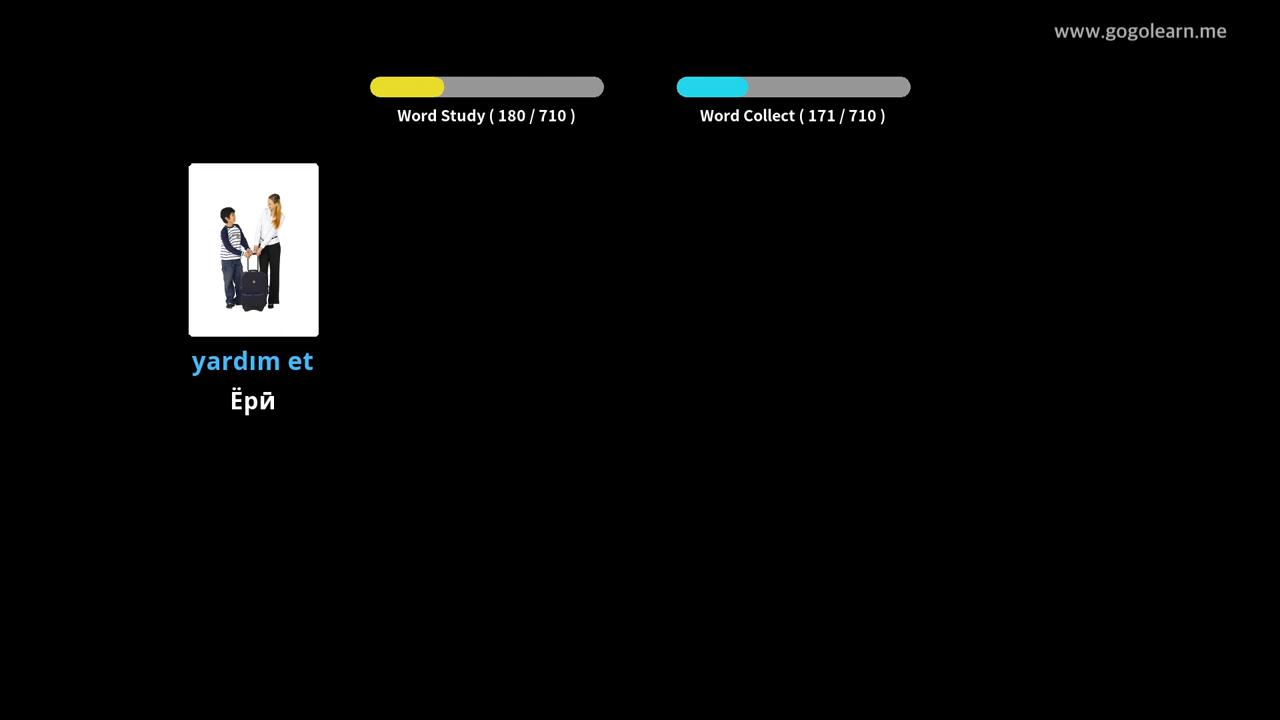 www.gogolearn.me
Word Study ( 180 / 710 )
Word Collect ( 171 / 710 )
yardım et
Ёрӣ